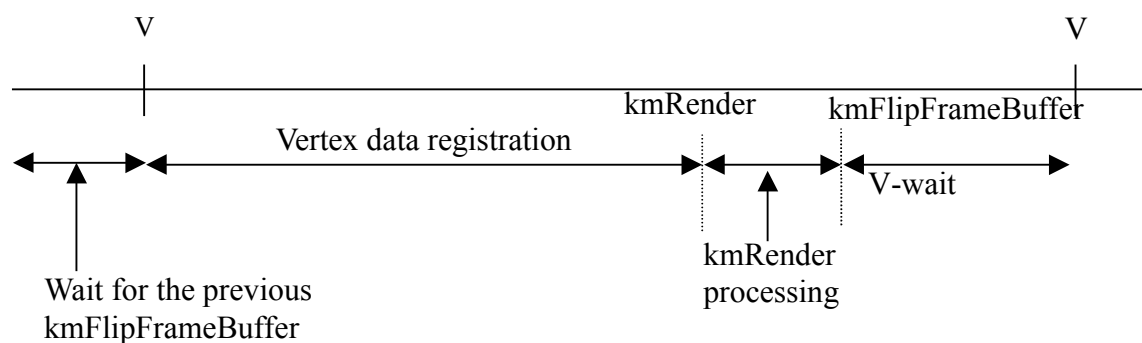 V
V
kmRender
kmFlipFrameBuffer
Vertex data registration
V-wait
kmRender
processing
Wait for the previous
kmFlipFrameBuffer